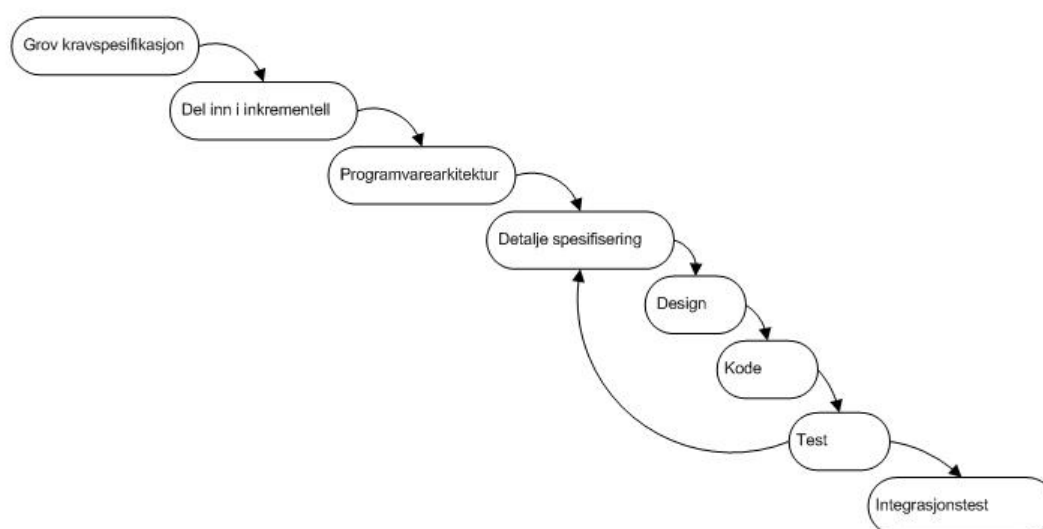 Grov kravspesifikasjon
Del inn i inkrementell
Programvarearkitektur
Detalje spesifisering
Design
Kode
Test
Integrasjonstest